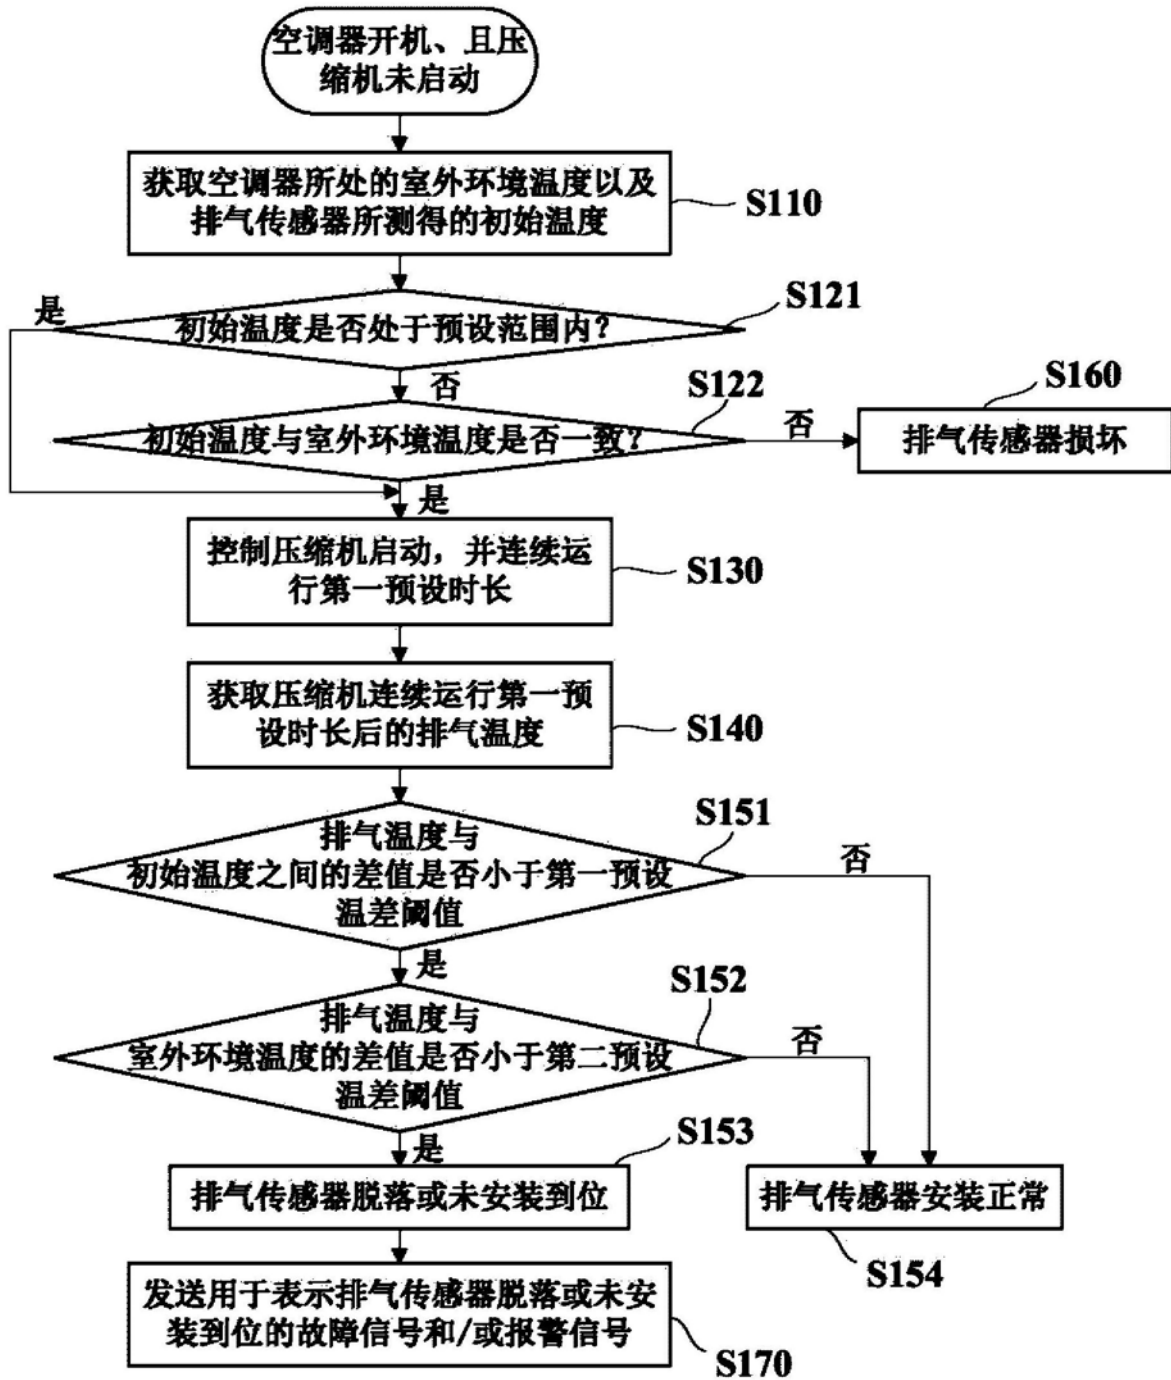 空调器开机、且压
缩机未启动
获取空调器所处的室外环境温度以及
排气传感器所测得的初始温度
S110
是
初始温度是否处于预设范围内?
S121
否
初始温度与室外环境温度是否一致?
S122
否
排气传感器损坏
S160
是
控制压缩机启动，并连续运
行第一预设时长
S130
获取压缩机连续运行第一预
设时长后的排气温度
S140
排气温度与
初始温度之间的差值是否小于第一预设
温差阈值
S151
否
是
排气温度与
室外环境温度的差值是否小于第二预设
温差阈值
S152
否
是
排气传感器脱落或未安装到位
S153
排气传感器安装正常
S154
发送用于表示排气传感器脱落或未安
装到位的故障信号和/或报警信号
S170